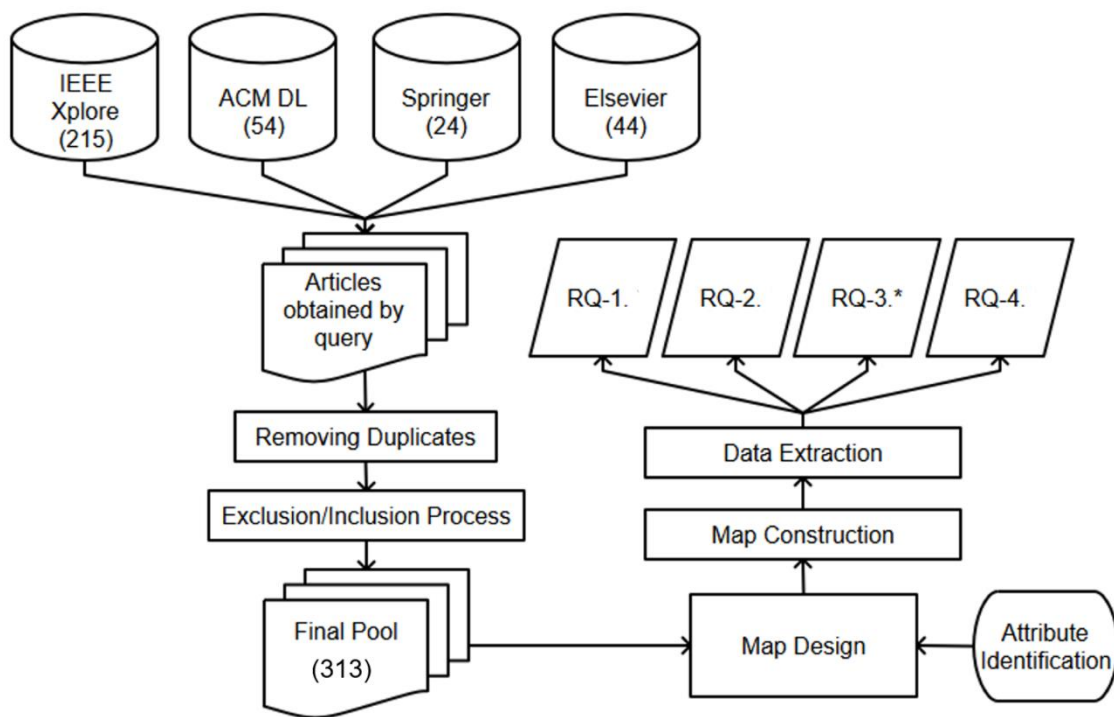 IEEE
Xplore
(215)
ACM DL
(54)
Springer
(24)
Elsevier
(44)
Articles
obtained by
query
RQ-1.
RQ-2.
RQ-3.*
RQ-4.
Removing Duplicates
Data Extraction
Exclusion/Inclusion Process
Map Construction
Final Pool
(313)
Map Design
Attribute
Identification